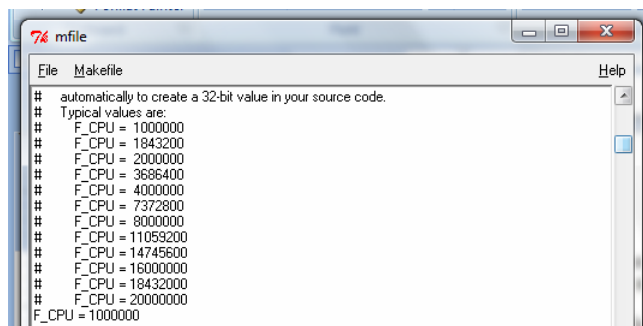 mfile
File Makefile Help
# automatically to create a 32-bit value in your source code.
# Typical values are:
# F_CPU = 1000000
# F_CPU = 1843200
# F_CPU = 2000000
# F_CPU = 3686400
# F_CPU = 4000000
# F_CPU = 7372800
# F_CPU = 8000000
# F_CPU = 11059200
# F_CPU = 14745600
# F_CPU = 16000000
# F_CPU = 18432000
# F_CPU = 20000000
F_CPU = 1000000